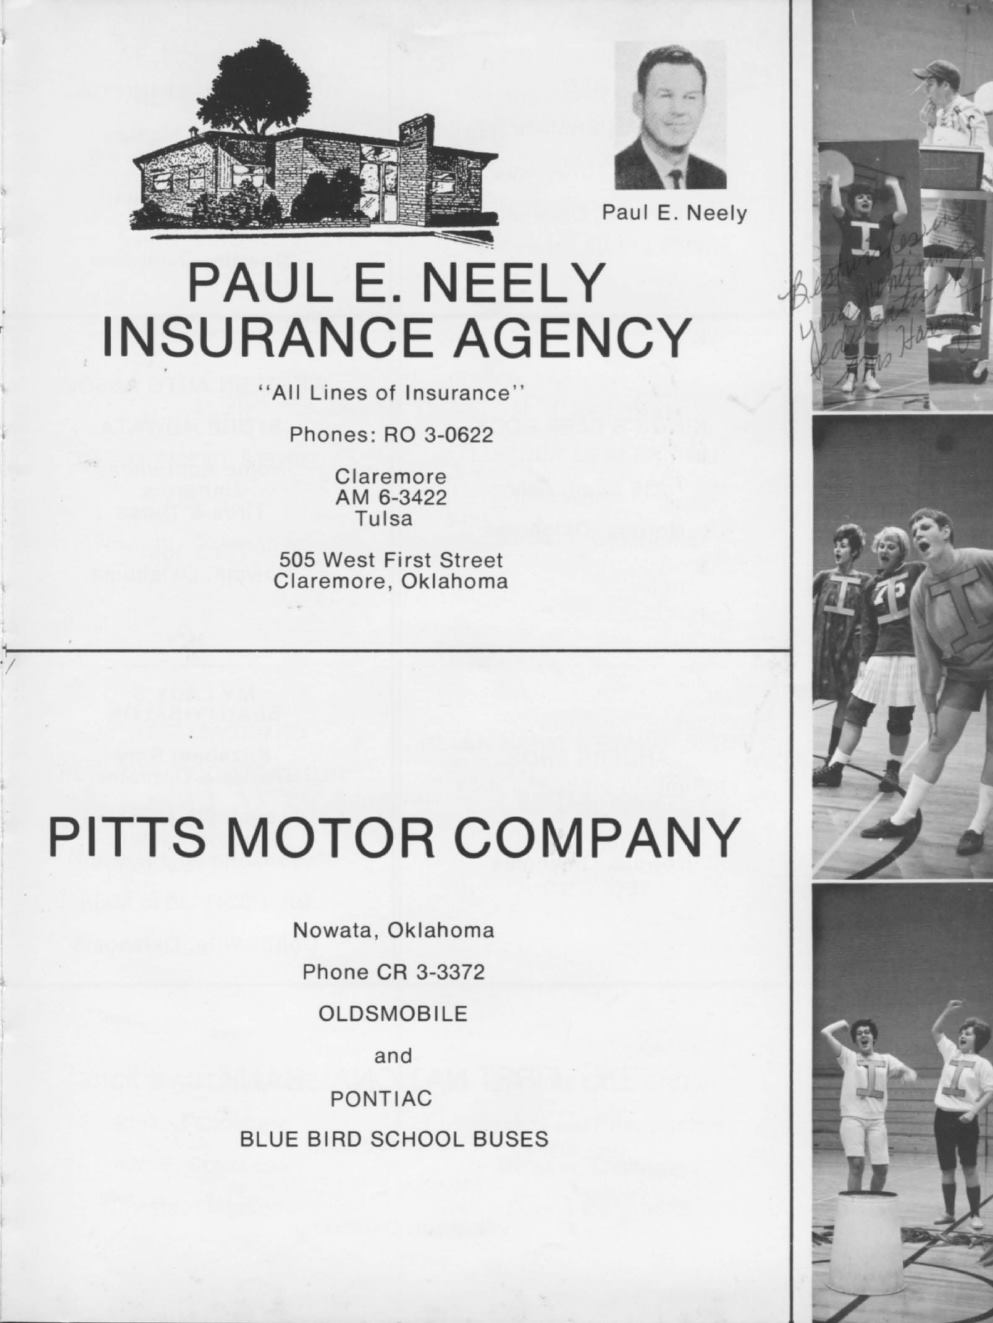 Paul E. Neely
PAUL E. NEELY
INSURANCE AGENCY
"All Lines of Insurance"
Phones: RO 3-0622
Claremore
AM 6-3422
Tulsa
505 West First Street
Claremore, Oklahoma
PITTS MOTOR COMPANY
Nowata, Oklahoma
Phone CR 3-3372
OLDSMOBILE
and
PONTIAC
BLUE BIRD SCHOOL BUSES
I
I
I
I
I
I